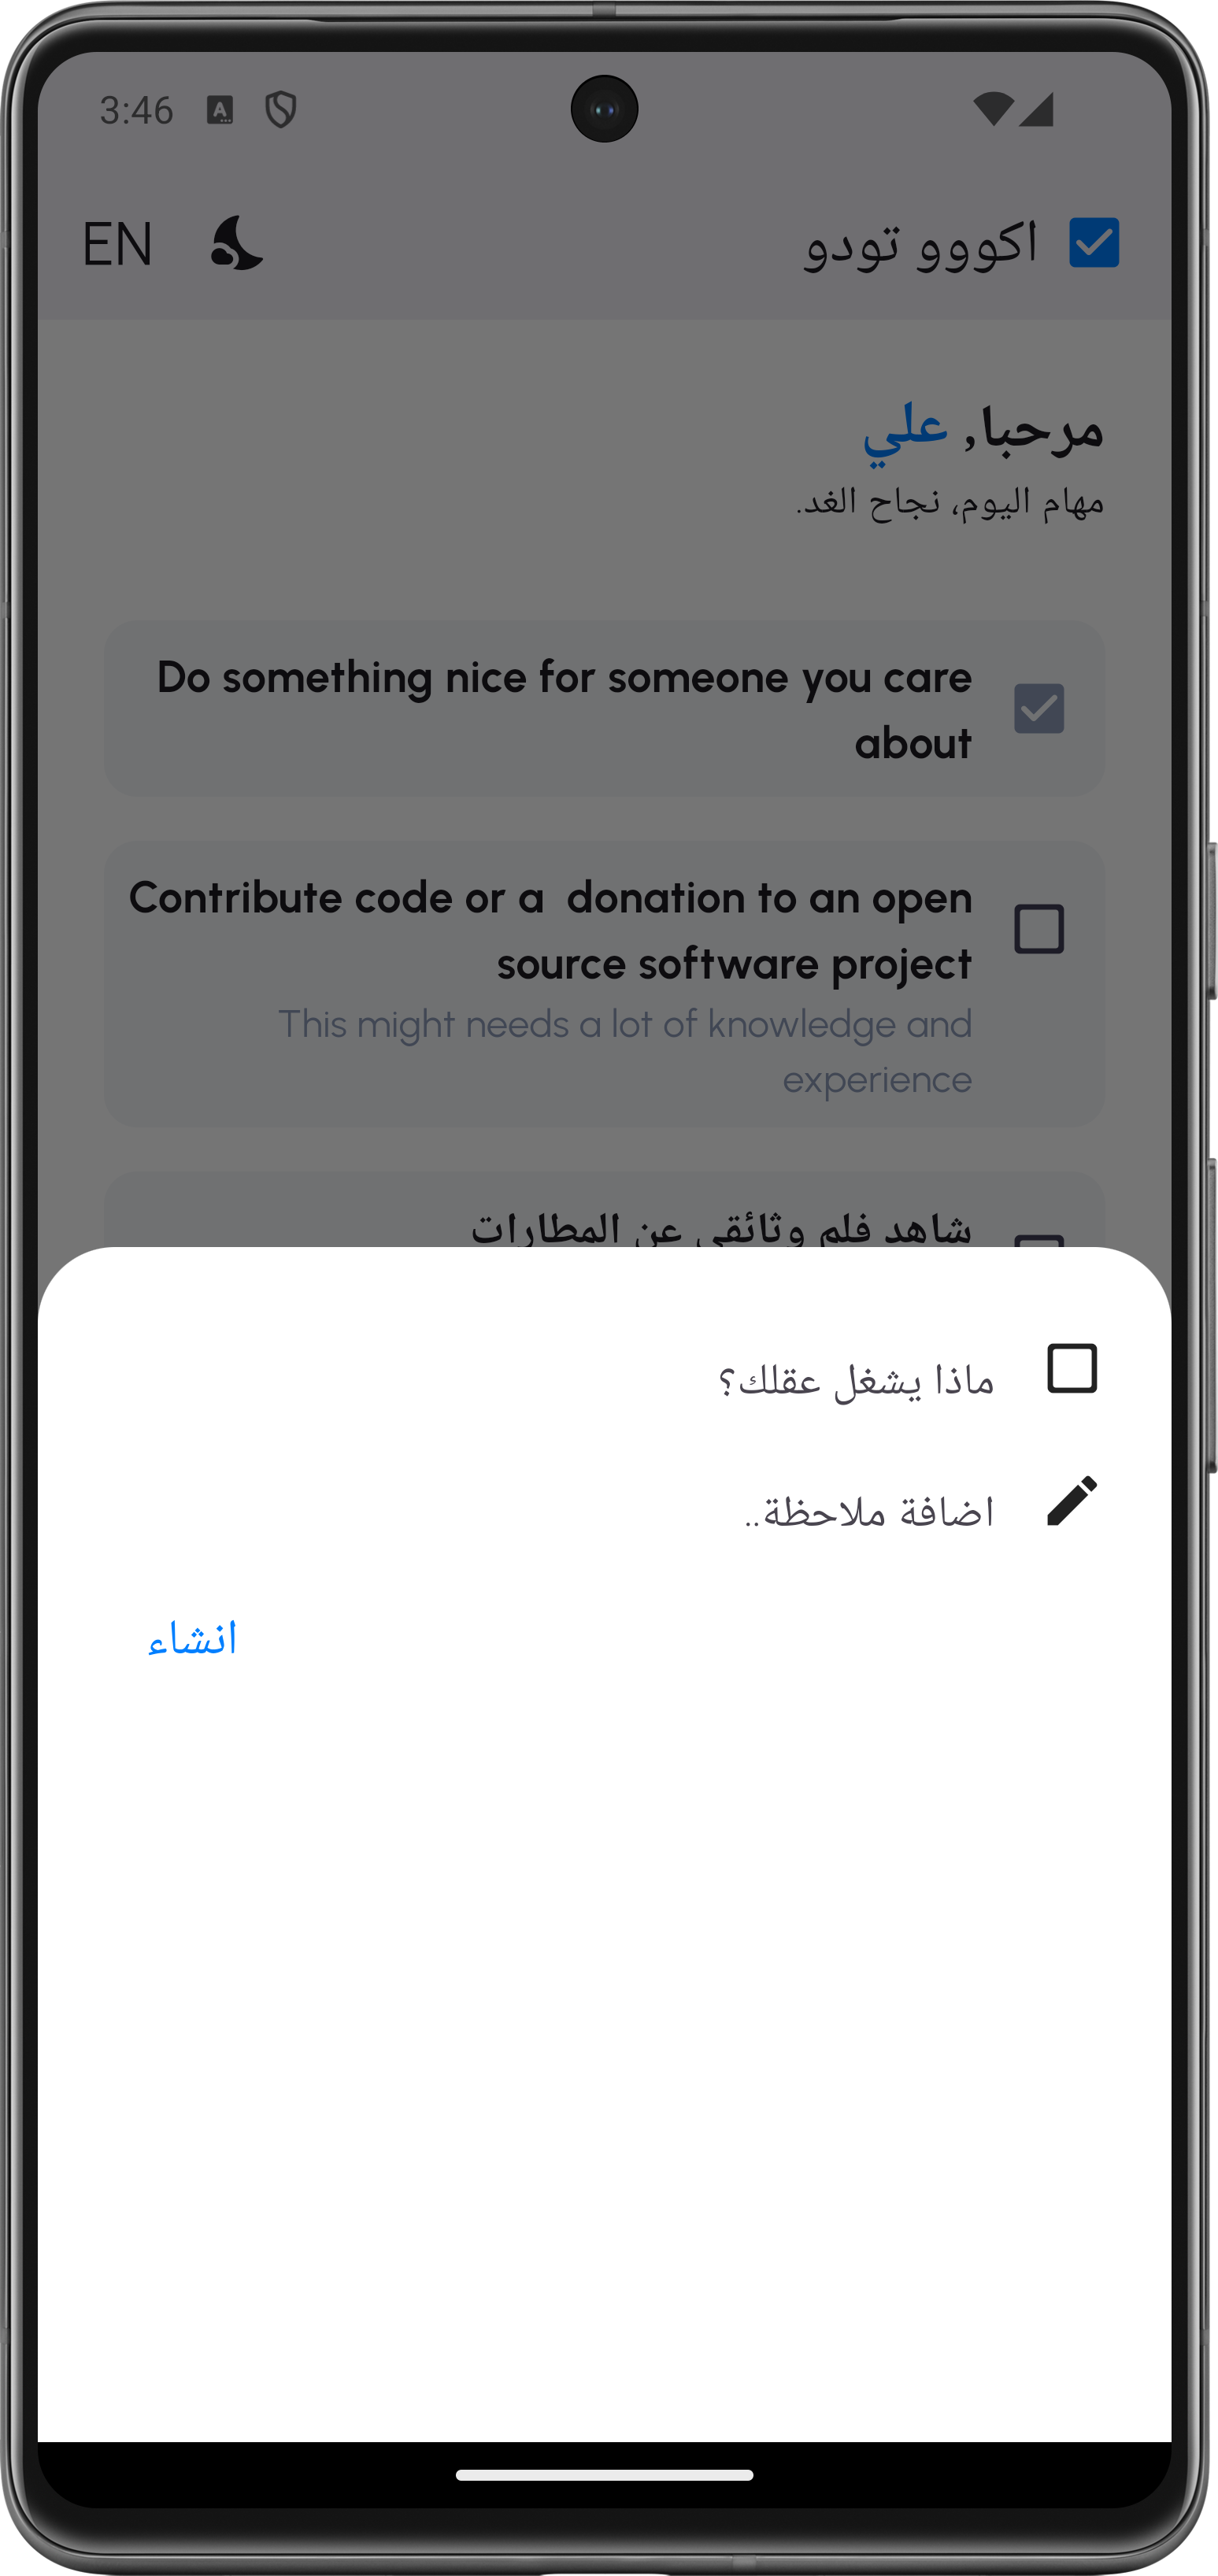 3:46
اكووو تودو
EN
مرحبا, علي
مهام اليوم، نجاح الغد.
Do something nice for someone you care
about
Contribute code or a  donation to an open
source software project
This might needs a lot of knowledge and
experience
شاهد فلم وثائقي عن المطارات
ماذا يشغل عقلك؟
اضافة ملاحظة..
انشاء